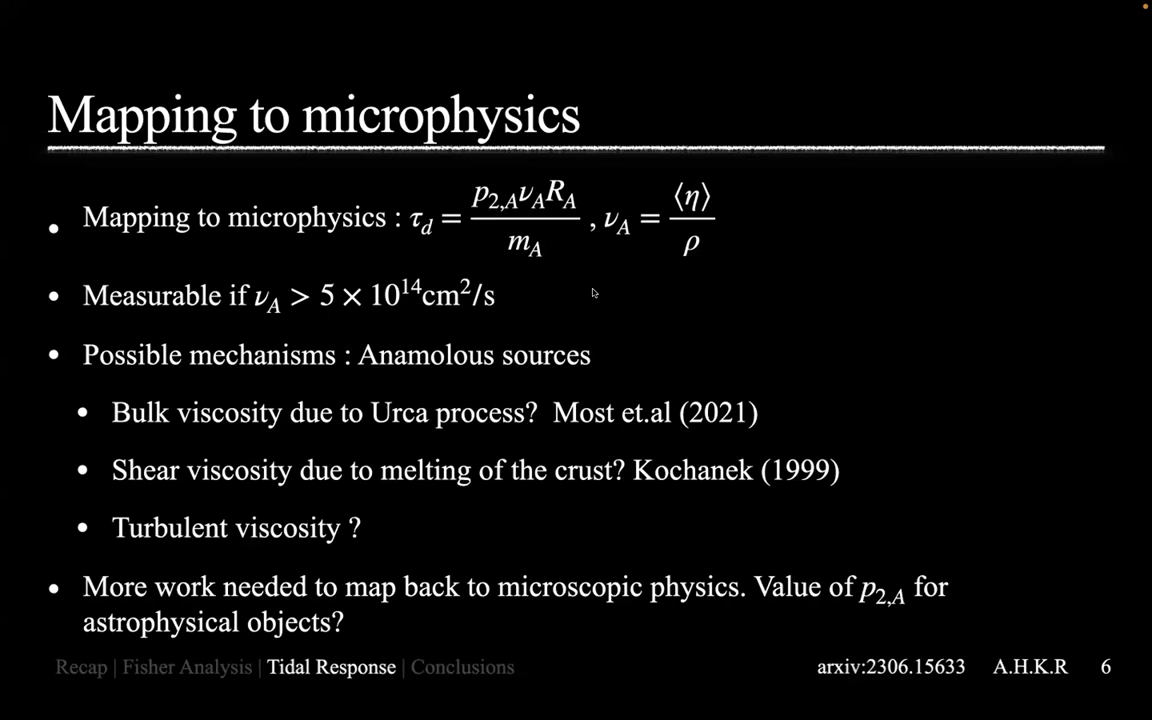 Mapping to microphysics
• Mapping to microphysics : τ_d = p_{2,A}ν_A R_A / m_A , ν_A = ⟨η⟩ / ρ
• Measurable if ν_A > 5 × 10^14 cm^2/s
• Possible mechanisms : Anamolous sources
• Bulk viscosity due to Urca process? Most et.al (2021)
• Shear viscosity due to melting of the crust? Kochanek (1999)
• Turbulent viscosity ?
• More work needed to map back to microscopic physics. Value of p_{2,A} for
astrophysical objects?
Recap | Fisher Analysis | Tidal Response | Conclusions arxiv:2306.15633 A.H.K.R 6